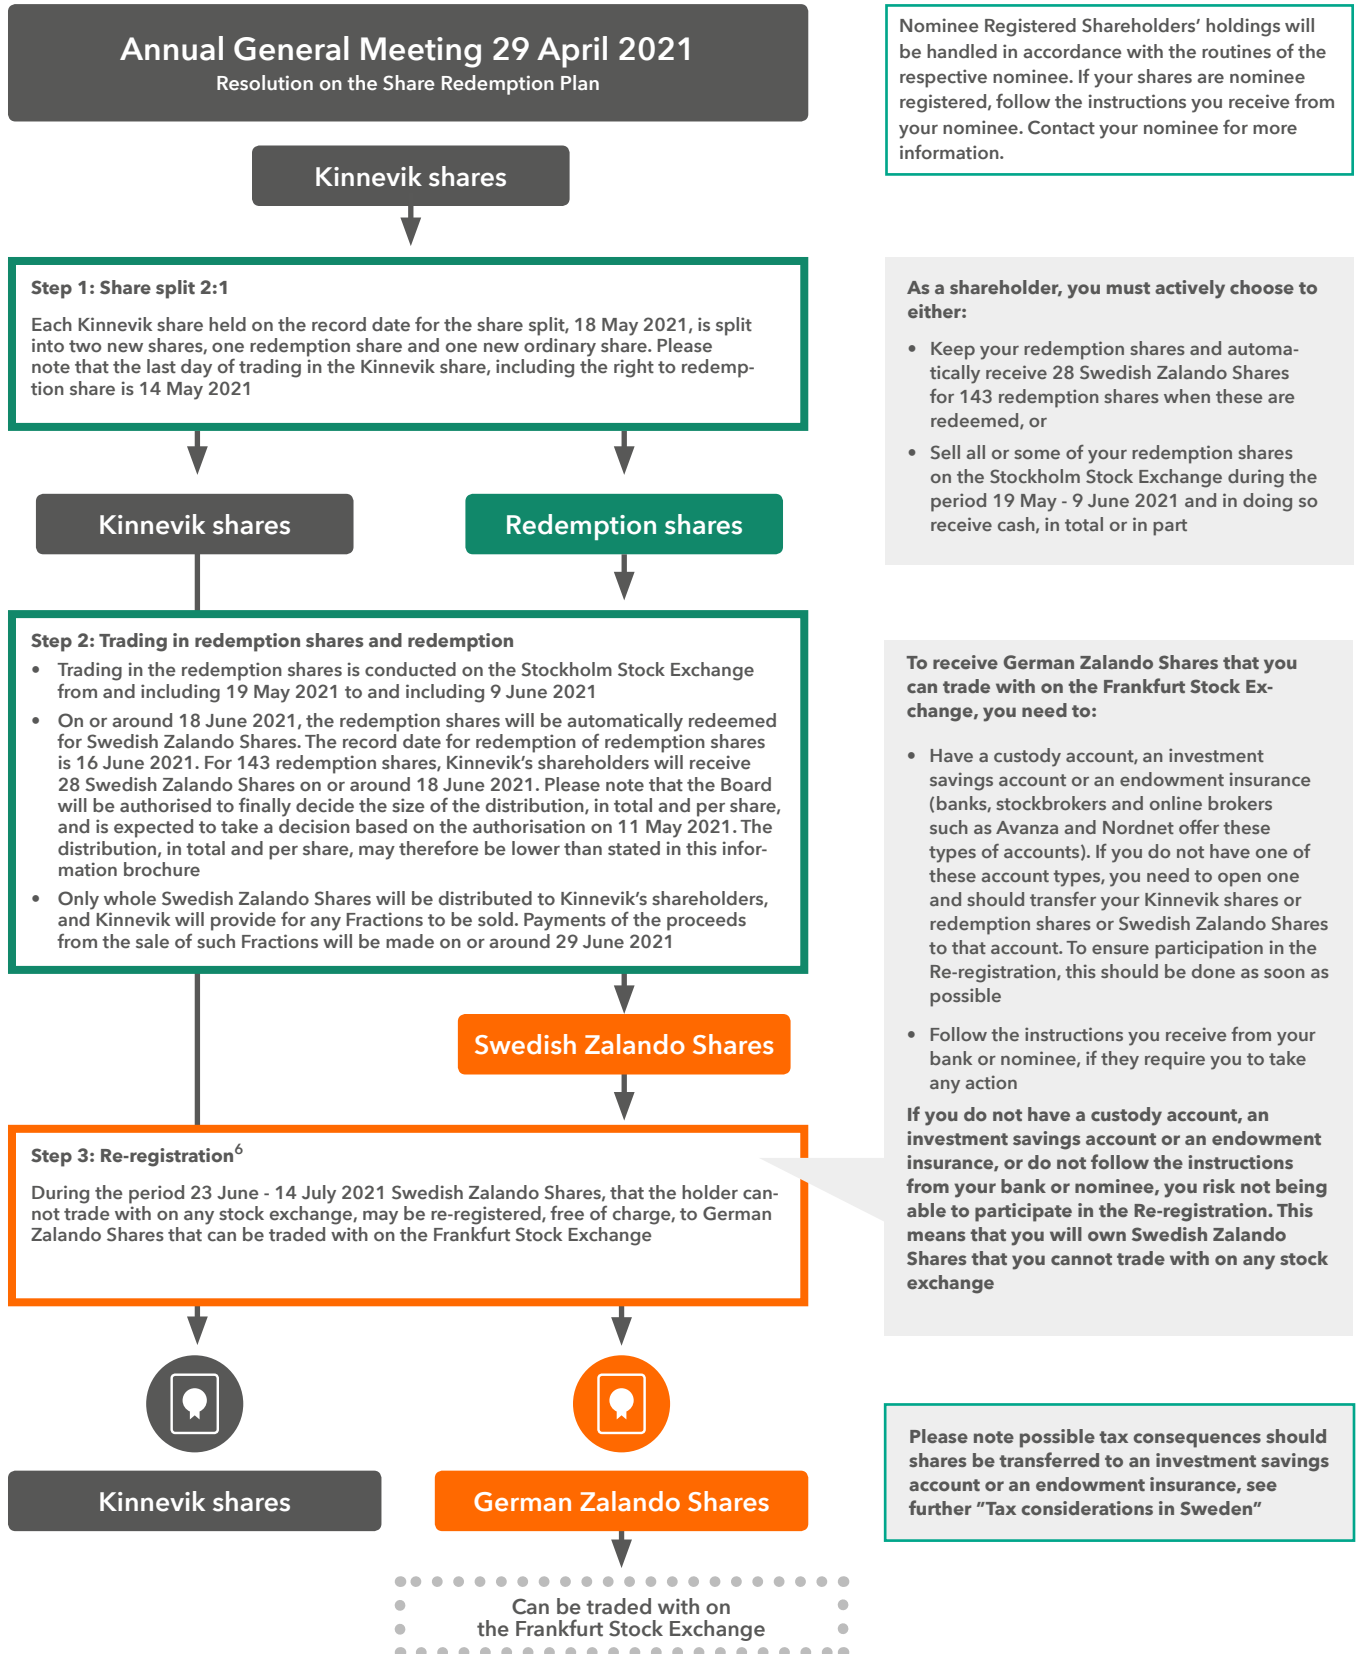 Annual General Meeting 29 April 2021
Resolution on the Share Redemption Plan
Nominee Registered Shareholders’ holdings will
be handled in accordance with the routines of the
respective nominee. If your shares are nominee
registered, follow the instructions you receive from
your nominee. Contact your nominee for more
information.
Kinnevik shares
Step 1: Share split 2:1
Each Kinnevik share held on the record date for the share split, 18 May 2021, is split
into two new shares, one redemption share and one new ordinary share. Please
note that the last day of trading in the Kinnevik share, including the right to redemp-
tion share is 14 May 2021
As a shareholder, you must actively choose to
either:
• Keep your redemption shares and automa-
tically receive 28 Swedish Zalando Shares
for 143 redemption shares when these are
redeemed, or
• Sell all or some of your redemption shares
on the Stockholm Stock Exchange during the
period 19 May - 9 June 2021 and in doing so
receive cash, in total or in part
Kinnevik shares
Redemption shares
Step 2: Trading in redemption shares and redemption
• Trading in the redemption shares is conducted on the Stockholm Stock Exchange
from and including 19 May 2021 to and including 9 June 2021
• On or around 18 June 2021, the redemption shares will be automatically redeemed
for Swedish Zalando Shares. The record date for redemption of redemption shares
is 16 June 2021. For 143 redemption shares, Kinnevik’s shareholders will receive
28 Swedish Zalando Shares on or around 18 June 2021. Please note that the Board
will be authorised to finally decide the size of the distribution, in total and per share,
and is expected to take a decision based on the authorisation on 11 May 2021. The
distribution, in total and per share, may therefore be lower than stated in this infor-
mation brochure
• Only whole Swedish Zalando Shares will be distributed to Kinnevik’s shareholders,
and Kinnevik will provide for any Fractions to be sold. Payments of the proceeds
from the sale of such Fractions will be made on or around 29 June 2021
To receive German Zalando Shares that you
can trade with on the Frankfurt Stock Ex-
change, you need to:
• Have a custody account, an investment
savings account or an endowment insurance
(banks, stockbrokers and online brokers
such as Avanza and Nordnet offer these
types of accounts). If you do not have one of
these account types, you need to open one
and should transfer your Kinnevik shares or
redemption shares or Swedish Zalando Shares
to that account. To ensure participation in the
Re-registration, this should be done as soon as
possible
• Follow the instructions you receive from your
bank or nominee, if they require you to take
any action
If you do not have a custody account, an
investment savings account or an endowment
insurance, or do not follow the instructions
from your bank or nominee, you risk not being
able to participate in the Re-registration. This
means that you will own Swedish Zalando
Shares that you cannot trade with on any stock
exchange
Swedish Zalando Shares
Step 3: Re-registration6
During the period 23 June - 14 July 2021 Swedish Zalando Shares, that the holder can-
not trade with on any stock exchange, may be re-registered, free of charge, to German
Zalando Shares that can be traded with on the Frankfurt Stock Exchange
Kinnevik shares
German Zalando Shares
Please note possible tax consequences should
shares be transferred to an investment savings
account or an endowment insurance, see
further ”Tax considerations in Sweden”
Can be traded with on
the Frankfurt Stock Exchange